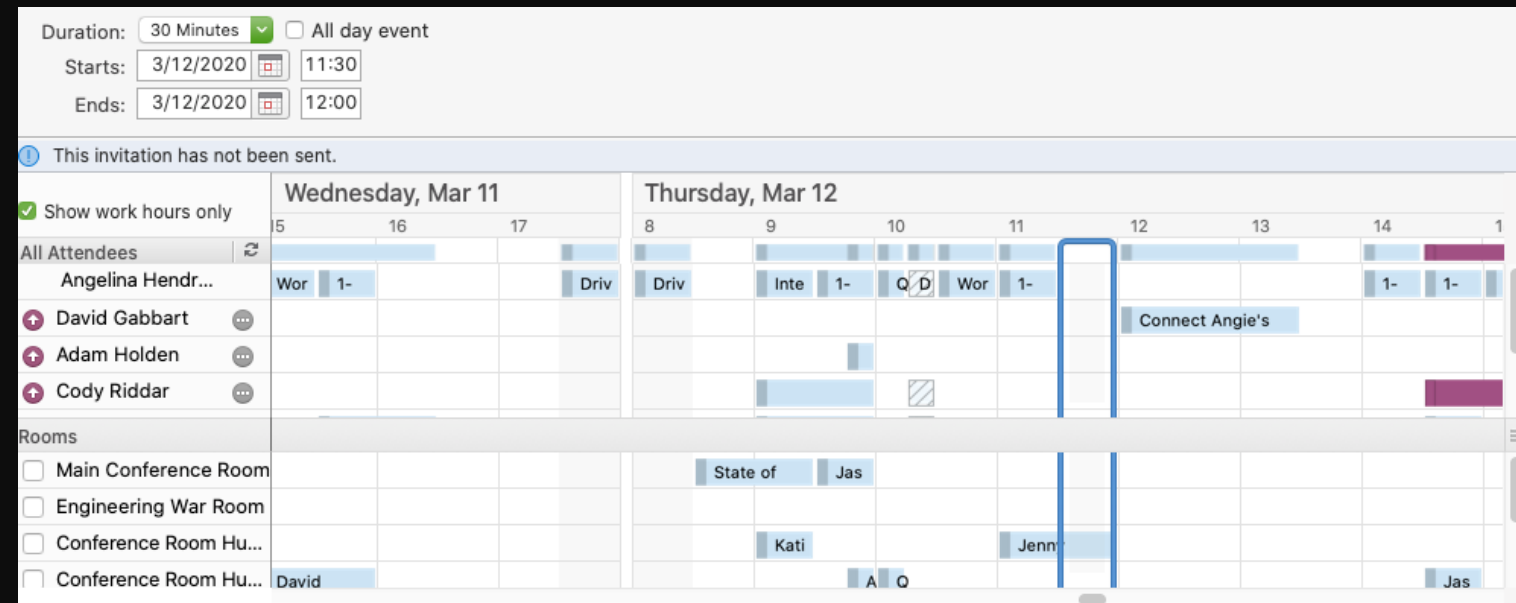 Duration: 30 Minutes All day event
Starts: 3/12/2020 11:30
Ends: 3/12/2020 12:00
This invitation has not been sent.
Wednesday, Mar 11 Thursday, Mar 12
Show work hours only
15 16 17 8 9 10 11 12 13 14 1
All Attendees
Angelina Hendr... Wor 1- Driv Driv Inte 1- Q D Wor 1- 1- 1-
David Gabbart Connect Angie's
Adam Holden
Cody Riddar
Rooms
Main Conference Room State of Jas
Engineering War Room
Conference Room Hu... Kati Jenny
Conference Room Hu... David A Q Jas